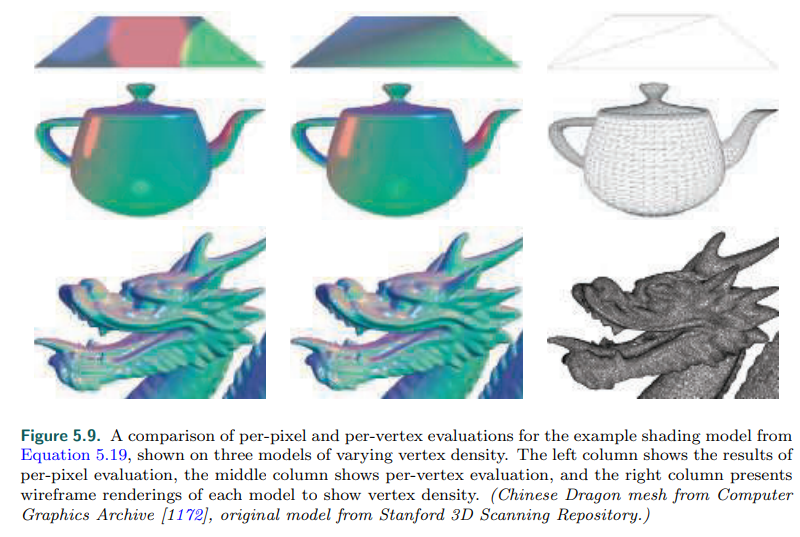 Figure 5.9. A comparison of per-pixel and per-vertex evaluations for the example shading model from
Equation 5.19, shown on three models of varying vertex density. The left column shows the results of
per-pixel evaluation, the middle column shows per-vertex evaluation, and the right column presents
wireframe renderings of each model to show vertex density. (Chinese Dragon mesh from Computer
Graphics Archive [1172], original model from Stanford 3D Scanning Repository.)